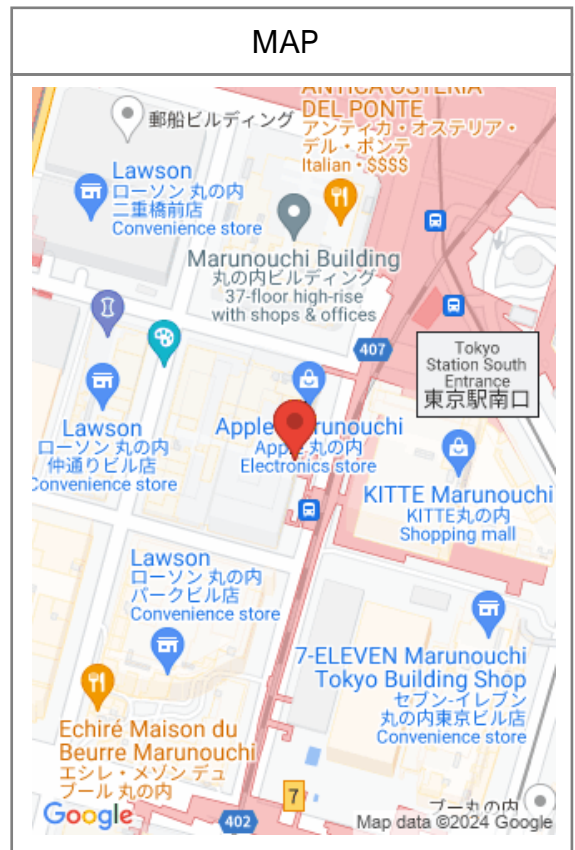 MAP
ANTICA OSTERIA
DEL PONTE
アンティカ・オステリア・
デル・ポンテ
Italian • $$$$
郵船ビルディング
Lawson
ローソン 丸の内
二重橋前店
Convenience store
Marunouchi Building
丸の内ビルディング
37-floor high-rise
with shops & offices
407
Tokyo
Station South
Entrance
東京駅南口
Lawson
ローソン 丸の内
仲通りビル店
Convenience store
Apple Marunouchi
Apple 丸の内
Electronics store
KITTE Marunouchi
KITTE丸の内
Shopping mall
Lawson
ローソン 丸の内
パークビル店
Convenience store
7-ELEVEN Marunouchi
Tokyo Building Shop
セブン-イレブン
丸の内東京ビル店
Convenience store
Echiré Maison du
Beurre Marunouchi
エシレ・メゾン デュ
ブール 丸の内
7
ブー丸の内
Google
402
Map data ©2024 Google